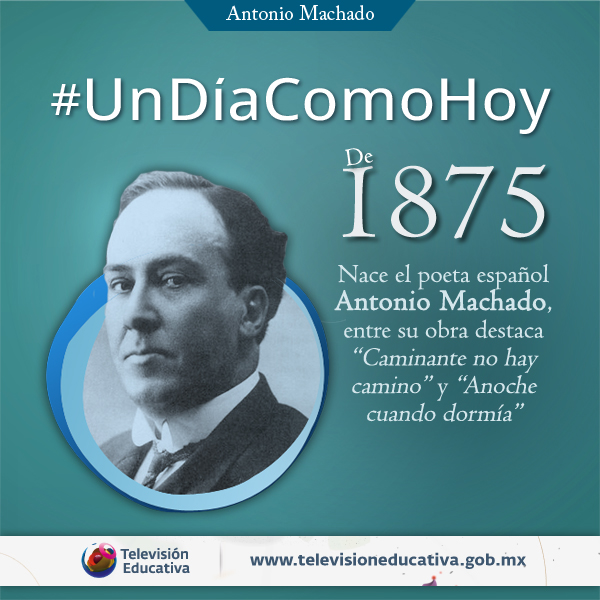 Antonio Machado
#UnDíaComoHoy
De
1875
Nace el poeta español
Antonio Machado,
entre su obra destaca
“Caminante no hay
camino” y “Anoche
cuando dormía”
Televisión
Educativa
www.televisioneducativa.gob.mx